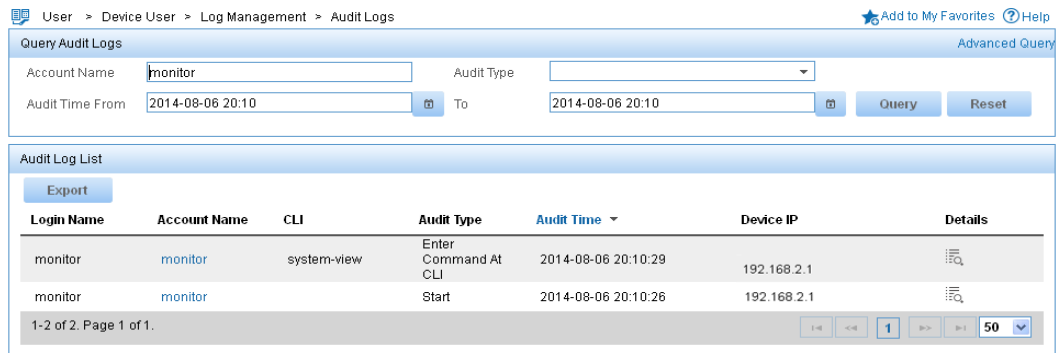 User > Device User > Log Management > Audit Logs Add to My Favorites ? Help
Query Audit Logs Advanced Query
Account Name monitor Audit Type
Audit Time From 2014-08-06 20:10 To 2014-08-06 20:10 Query Reset
Audit Log List
Export
Login Name Account Name CLI Audit Type Audit Time Device IP Details
monitor monitor system-view Enter Command At CLI 2014-08-06 20:10:29 192.168.2.1
monitor monitor Start 2014-08-06 20:10:26 192.168.2.1
1-2 of 2. Page 1 of 1. 1 50